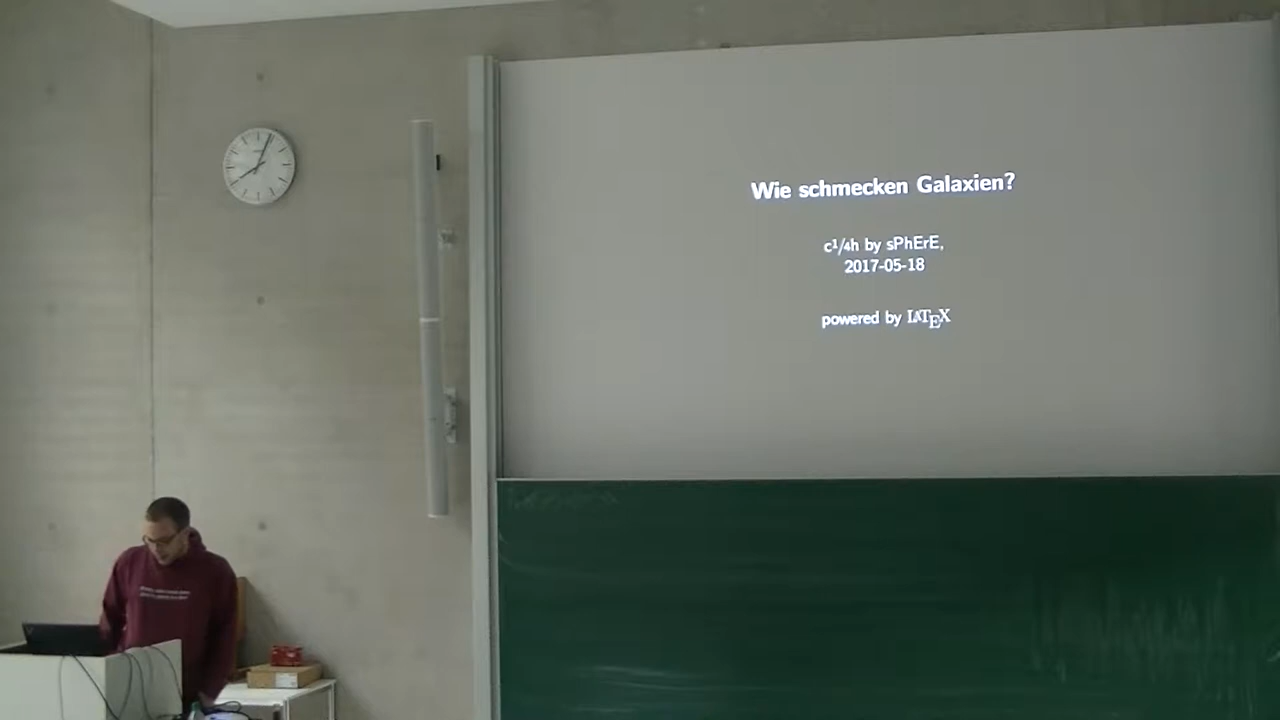 Wie schmecken Galaxien?
c¹/₄h by sPhErE,
2017-05-18
powered by LATEX